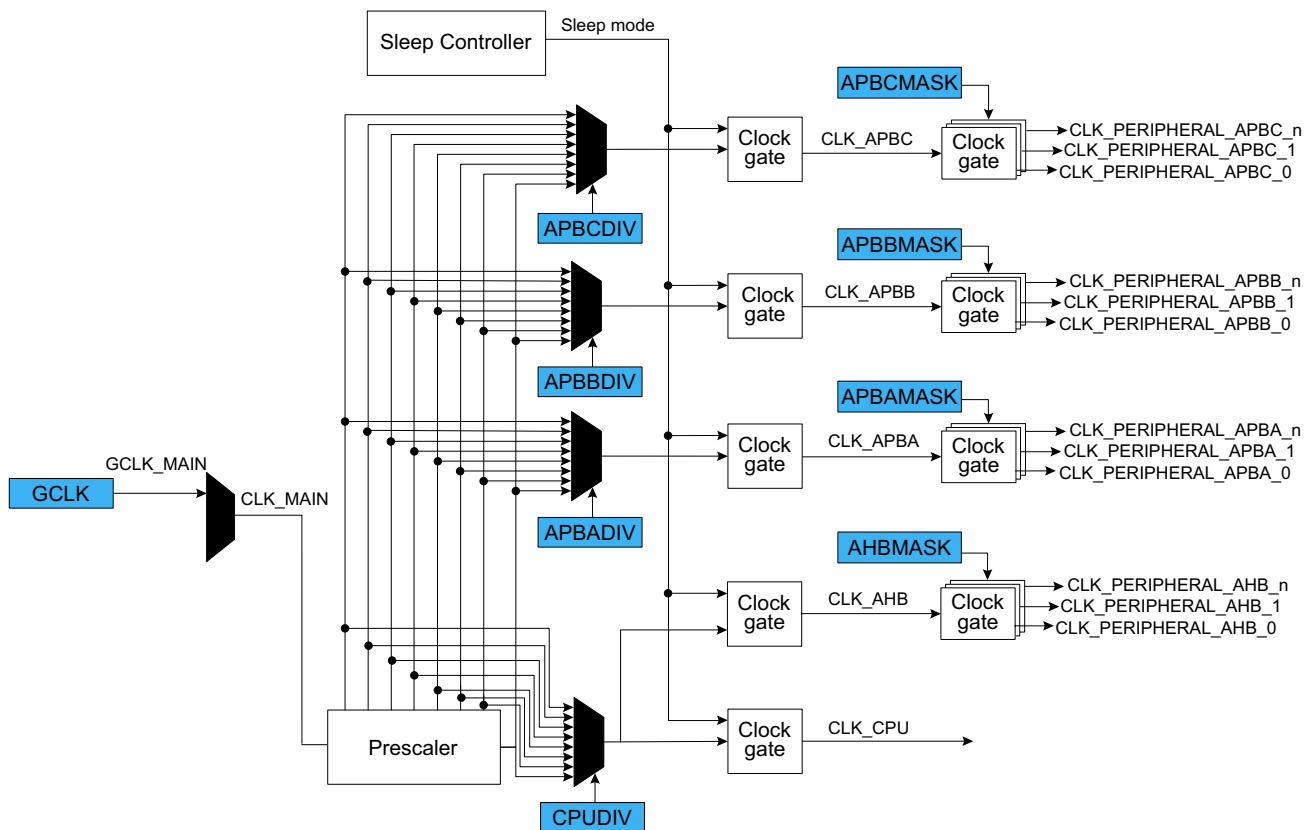 Sleep mode
Sleep Controller
APBCMASK
Clock
gate
CLK_APBC
Clock
gate
CLK_PERIPHERAL_APBC_n
CLK_PERIPHERAL_APBC_1
CLK_PERIPHERAL_APBC_0
APBCDIV
APBBMASK
Clock
gate
CLK_APBB
Clock
gate
CLK_PERIPHERAL_APBB_n
CLK_PERIPHERAL_APBB_1
CLK_PERIPHERAL_APBB_0
APBBDIV
APBAMASK
Clock
gate
CLK_APBA
Clock
gate
CLK_PERIPHERAL_APBA_n
CLK_PERIPHERAL_APBA_1
CLK_PERIPHERAL_APBA_0
GCLK
GCLK_MAIN
CLK_MAIN
APBADIV
AHBMASK
Clock
gate
CLK_AHB
Clock
gate
CLK_PERIPHERAL_AHB_n
CLK_PERIPHERAL_AHB_1
CLK_PERIPHERAL_AHB_0
Prescaler
Clock
gate
CLK_CPU
CPUDIV